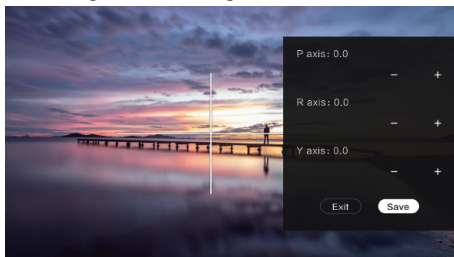 P axis: 0.0
− +
R axis: 0.0
− +
Y axis: 0.0
− +
Exit Save